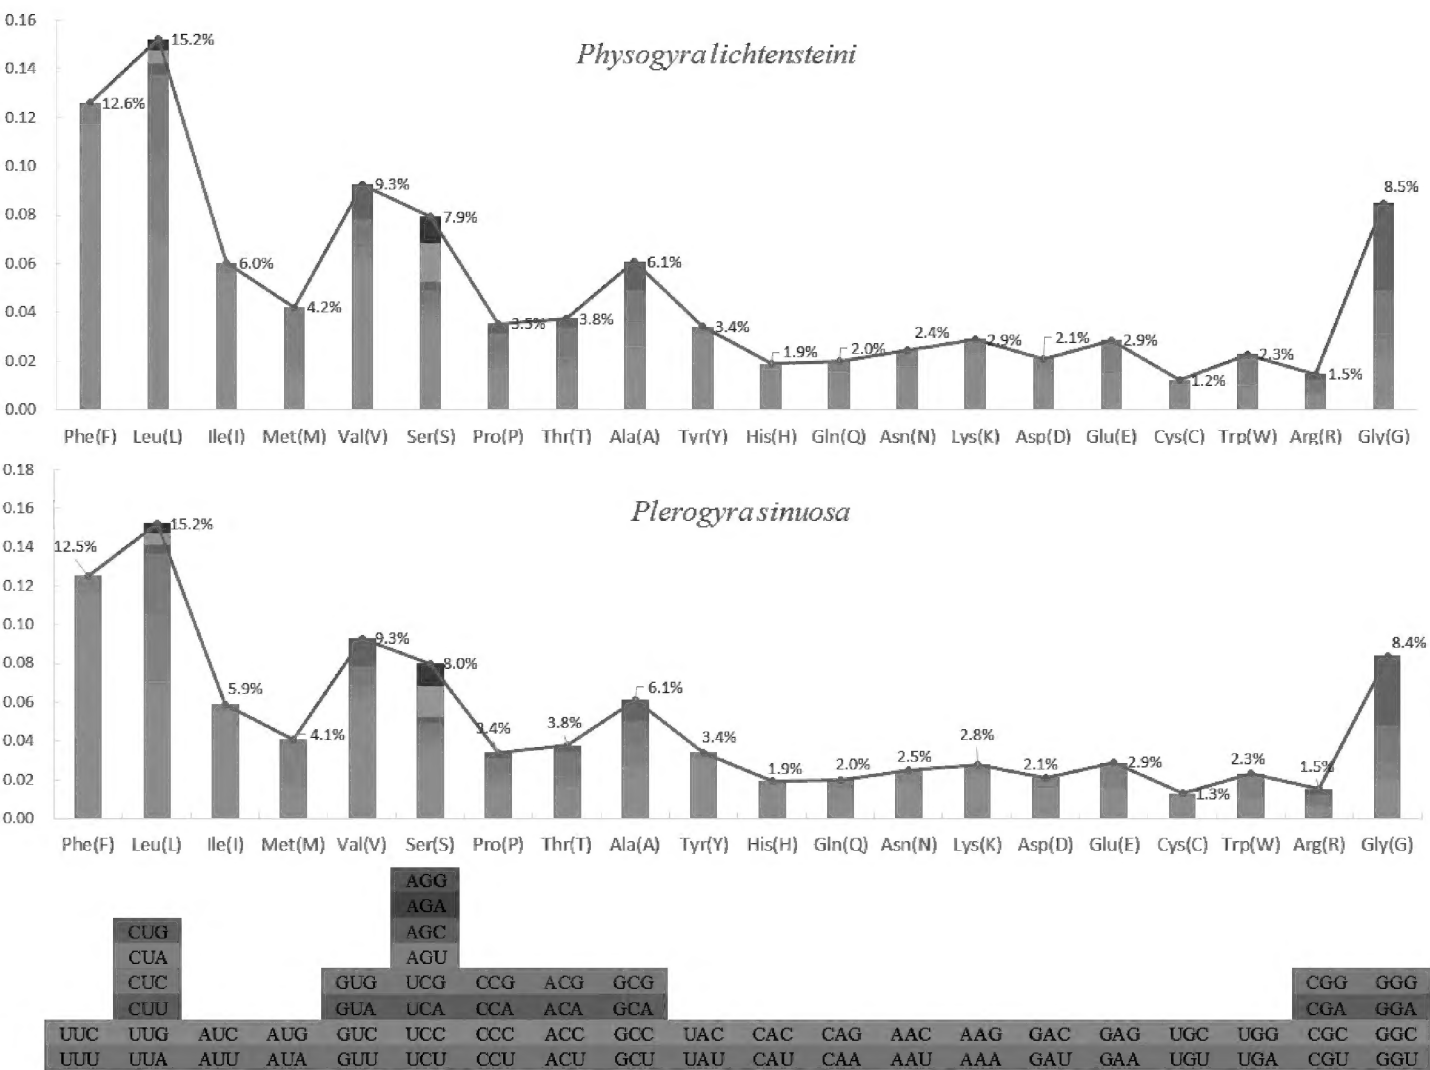 0.16
0.14
0.12
0.10
0.08
0.06
0.04
0.02
0.00
Physogyra lichtensteini
12.6% 15.2% 6.0% 4.2% 9.3% 7.9% 3.5% 3.8% 6.1% 3.4% 1.9% 2.0% 2.4% 2.9% 2.1% 2.9% 1.2% 2.3% 1.5% 8.5%
Phe(F) Leu(L) Ile(I) Met(M) Val(V) Ser(S) Pro(P) Thr(T) Ala(A) Tyr(Y) His(H) Gln(Q) Asn(N) Lys(K) Asp(D) Glu(E) Cys(C) Trp(W) Arg(R) Gly(G)
0.18
0.16
0.14
0.12
0.10
0.08
0.06
0.04
0.02
0.00
Plerogyra sinuosa
12.5% 15.2% 5.9% 4.1% 9.3% 8.0% 3.4% 3.8% 6.1% 3.4% 1.9% 2.0% 2.5% 2.8% 2.1% 2.9% 1.3% 2.3% 1.5% 8.4%
Phe(F) Leu(L) Ile(I) Met(M) Val(V) Ser(S) Pro(P) Thr(T) Ala(A) Tyr(Y) His(H) Gln(Q) Asn(N) Lys(K) Asp(D) Glu(E) Cys(C) Trp(W) Arg(R) Gly(G)
AGG
AGA
CUG AGC
CUA AGU
CUC GUG UCG CCG ACG GCG CGG GGG
CUU GUA UCA CCA ACA GCA CGA GGA
UUC UUG AUC AUG GUC UCC CCC ACC GCC UAC CAC CAG AAC AAG GAC GAG UGC UGG CGC GGC
UUU UUA AUU AUA GUU UCU CCU ACU GCU UAU CAU CAA AAU AAA GAU GAA UGU UGA CGU GGU